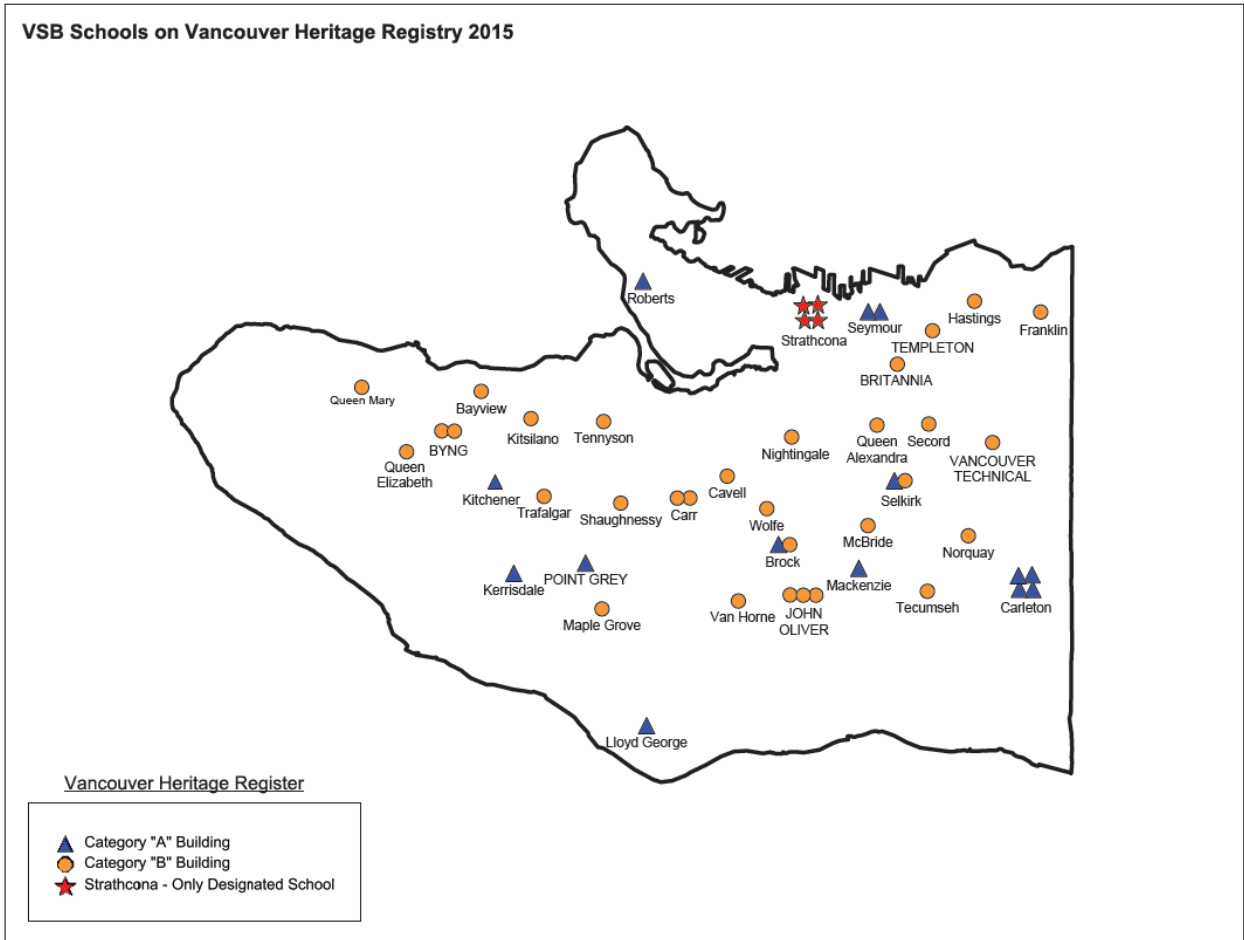 VSB Schools on Vancouver Heritage Registry 2015
Roberts
Strathcona
Seymour
Hastings
Franklin
TEMPLETON
BRITANNIA
Queen Mary
Bayview
Kitsilano
Tennyson
BYNG
Queen
Elizabeth
Nightingale
Queen
Alexandra
Secord
VANCOUVER
TECHNICAL
Kitchener
Trafalgar
Shaughnessy
Carr
Cavell
Selkirk
Wolfe
McBride
Norquay
Brock
Kerrisdale
POINT GREY
Mackenzie
Maple Grove
Van Horne
JOHN
OLIVER
Tecumseh
Carleton
Lloyd George
Vancouver Heritage Register
Category "A" Building
Category "B" Building
Strathcona - Only Designated School